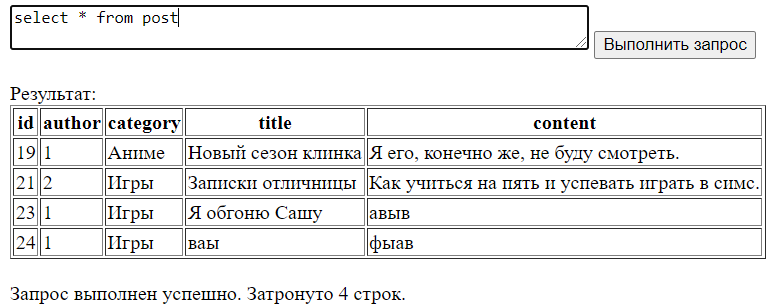 select * from post
Выполнить запрос
Результат:
id author category title content
19 1 Аниме Новый сезон клинка Я его, конечно же, не буду смотреть.
21 2 Игры Записки отличницы Как учиться на пять и успевать играть в симс.
23 1 Игры Я обгоню Сашу авыв
24 1 Игры ваы фыав
Запрос выполнен успешно. Затронуто 4 строк.